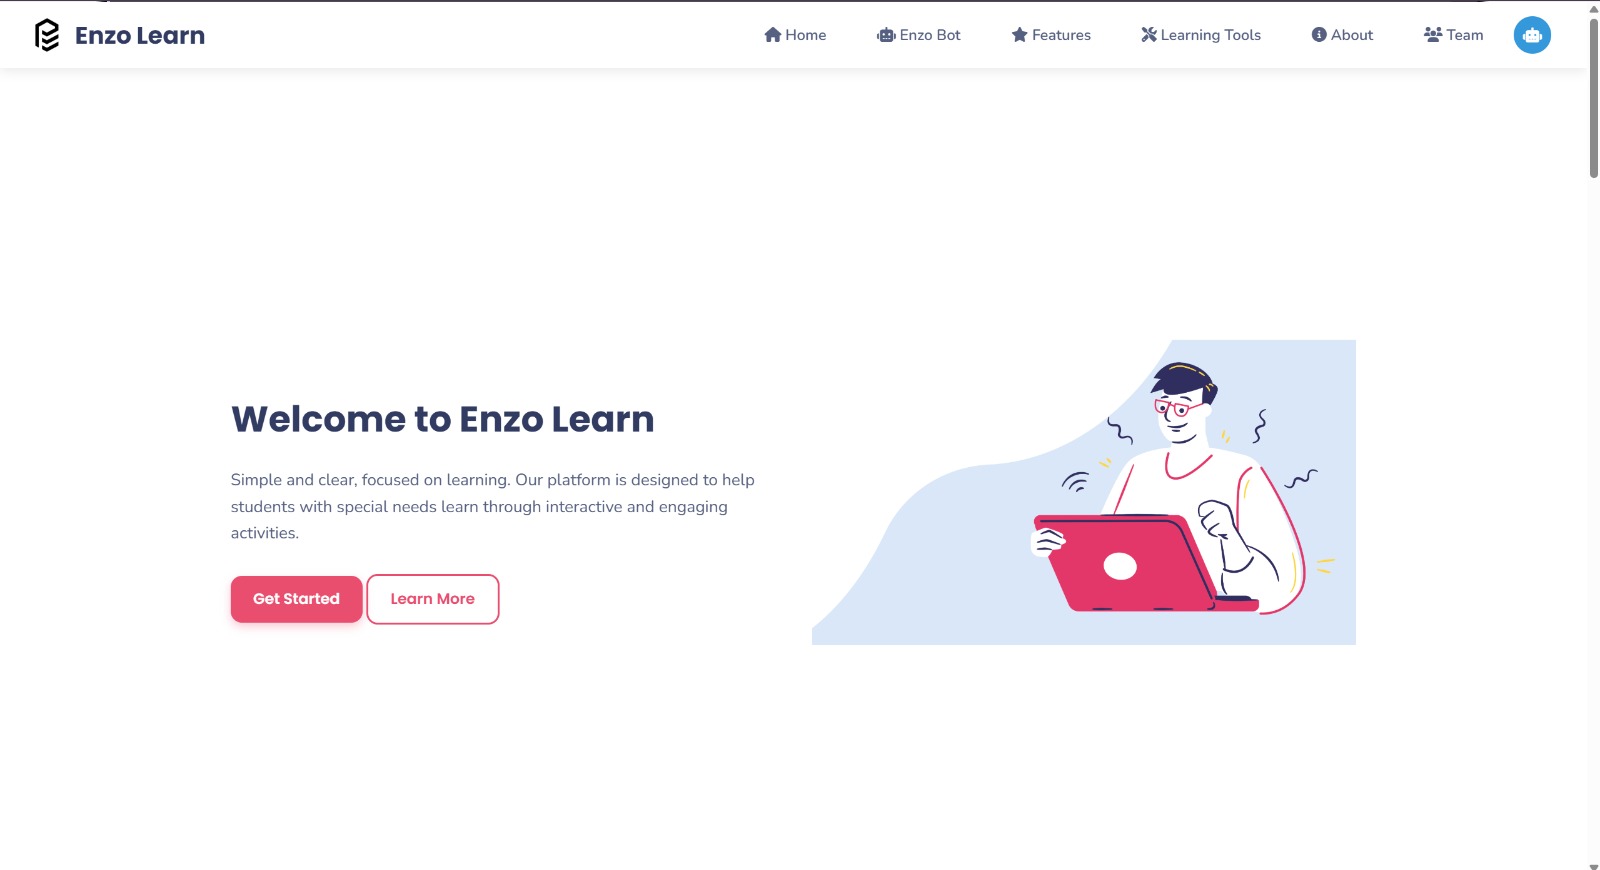 Enzo Learn
Home
Enzo Bot
Features
Learning Tools
About
Team
Welcome to Enzo Learn
Simple and clear, focused on learning. Our platform is designed to help
students with special needs learn through interactive and engaging
activities.
Get Started
Learn More